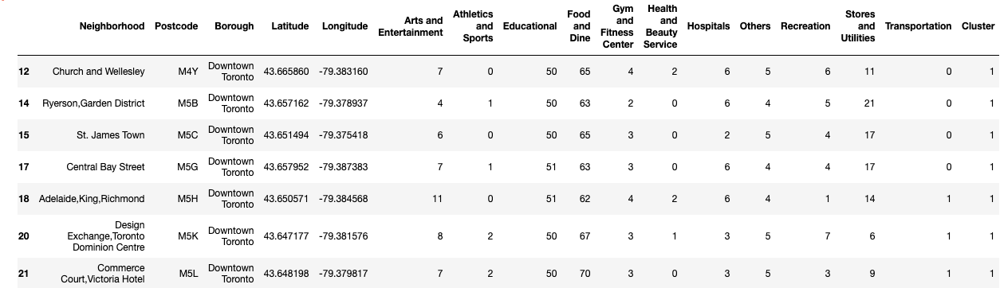 Neighborhood Postcode Borough Latitude Longitude Arts and Entertainment Athletics and Sports Educational Food and Dine Gym and Fitness Center Health and Beauty Service Hospitals Others Recreation Stores and Utilities Transportation Cluster
12 Church and Wellesley M4Y Downtown Toronto 43.665860 -79.383160 7 0 50 65 4 2 6 5 6 11 0 1
14 Ryerson,Garden District M5B Downtown Toronto 43.657162 -79.378937 4 1 50 63 2 0 6 4 5 21 0 1
15 St. James Town M5C Downtown Toronto 43.651494 -79.375418 6 0 50 65 3 0 2 5 4 17 0 1
17 Central Bay Street M5G Downtown Toronto 43.657952 -79.387383 7 1 51 63 3 0 6 4 4 17 0 1
18 Adelaide,King,Richmond M5H Downtown Toronto 43.650571 -79.384568 11 0 51 62 4 2 6 4 1 14 1 1
20 Design Exchange,Toronto Dominion Centre M5K Downtown Toronto 43.647177 -79.381576 8 2 50 67 3 1 3 5 7 6 1 1
21 Commerce Court,Victoria Hotel M5L Downtown Toronto 43.648198 -79.379817 7 2 50 70 3 0 3 5 3 9 1 1